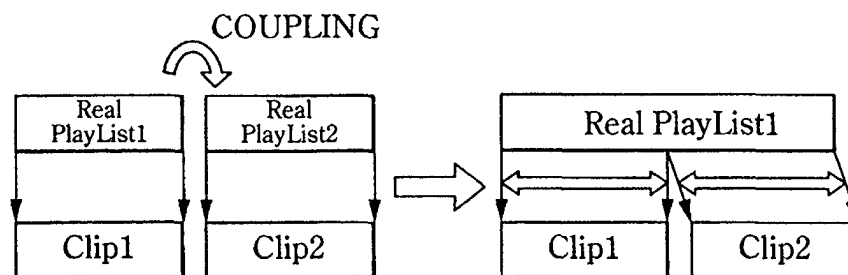 COUPLING
Real
PlayList1
Real
PlayList2
Real PlayList1
Clip1
Clip2
Clip1
Clip2